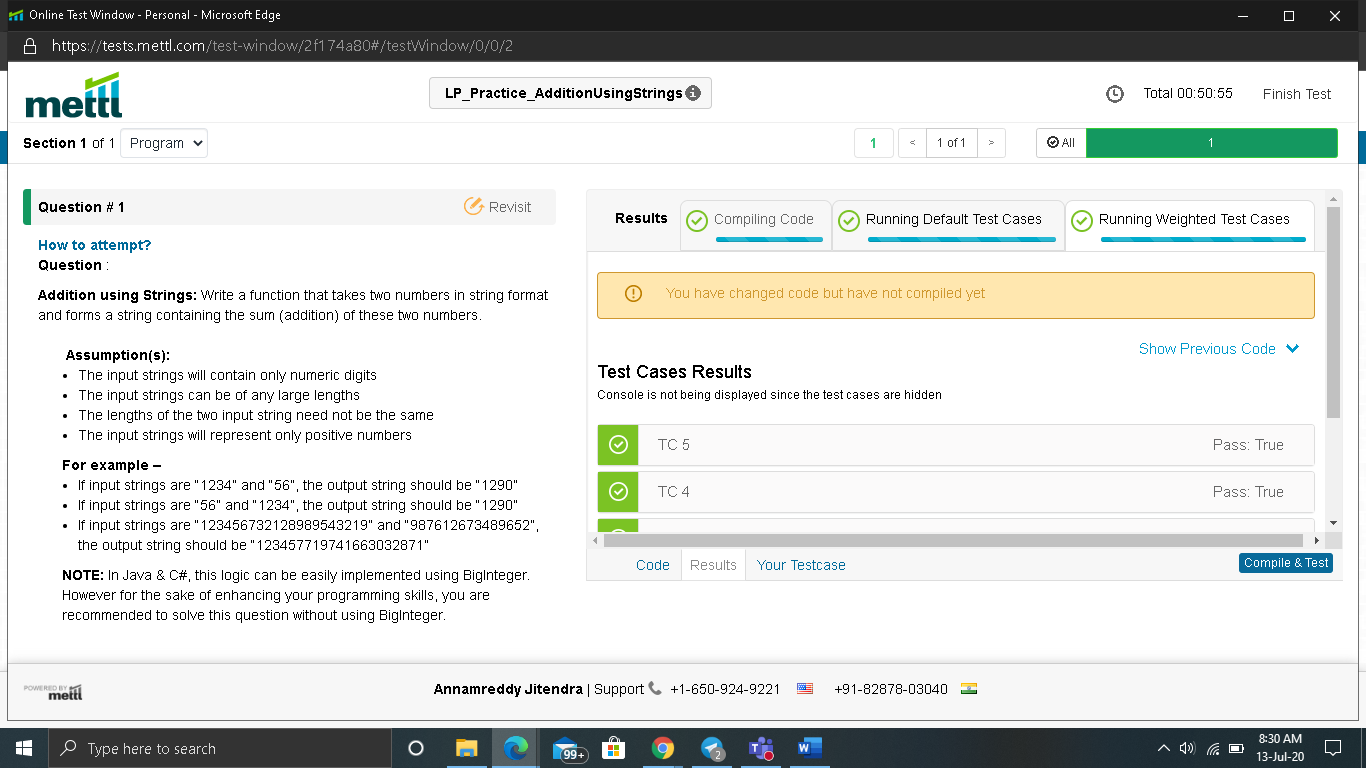 Online Test Window - Personal - Microsoft Edge
https://tests.mettl.com/test-window/2f174a80#/testWindow/0/0/2
mettl
LP_Practice_AdditionUsingStrings
Total 00:50:55
Finish Test
Section 1 of 1 Program
1 < 1 of 1 > All 1
Question # 1
Revisit
How to attempt?
Question :
Addition using Strings: Write a function that takes two numbers in string format
and forms a string containing the sum (addition) of these two numbers.
Assumption(s):
• The input strings will contain only numeric digits
• The input strings can be of any large lengths
• The lengths of the two input string need not be the same
• The input strings will represent only positive numbers
For example –
• If input strings are “1234” and “56”, the output string should be “1290”
• If input strings are “56” and “1234”, the output string should be “1290”
• If input strings are “123456732128989543219” and “987612673489652”,
the output string should be “123457719741663032871”
NOTE: In Java & C#, this logic can be easily implemented using BigInteger.
However for the sake of enhancing your programming skills, you are
recommended to solve this question without using BigInteger.
Results
Compiling Code
Running Default Test Cases
Running Weighted Test Cases
You have changed code but have not compiled yet
Show Previous Code
Test Cases Results
Console is not being displayed since the test cases are hidden
TC 5 Pass: True
TC 4 Pass: True
Code Results Your Testcase
Compile & Test
POWERED BY
mettl
Annamreddy Jitendra | Support +1-650-924-9221 +91-82878-03040
Type here to search
99+
2
8:30 AM
13-Jul-20